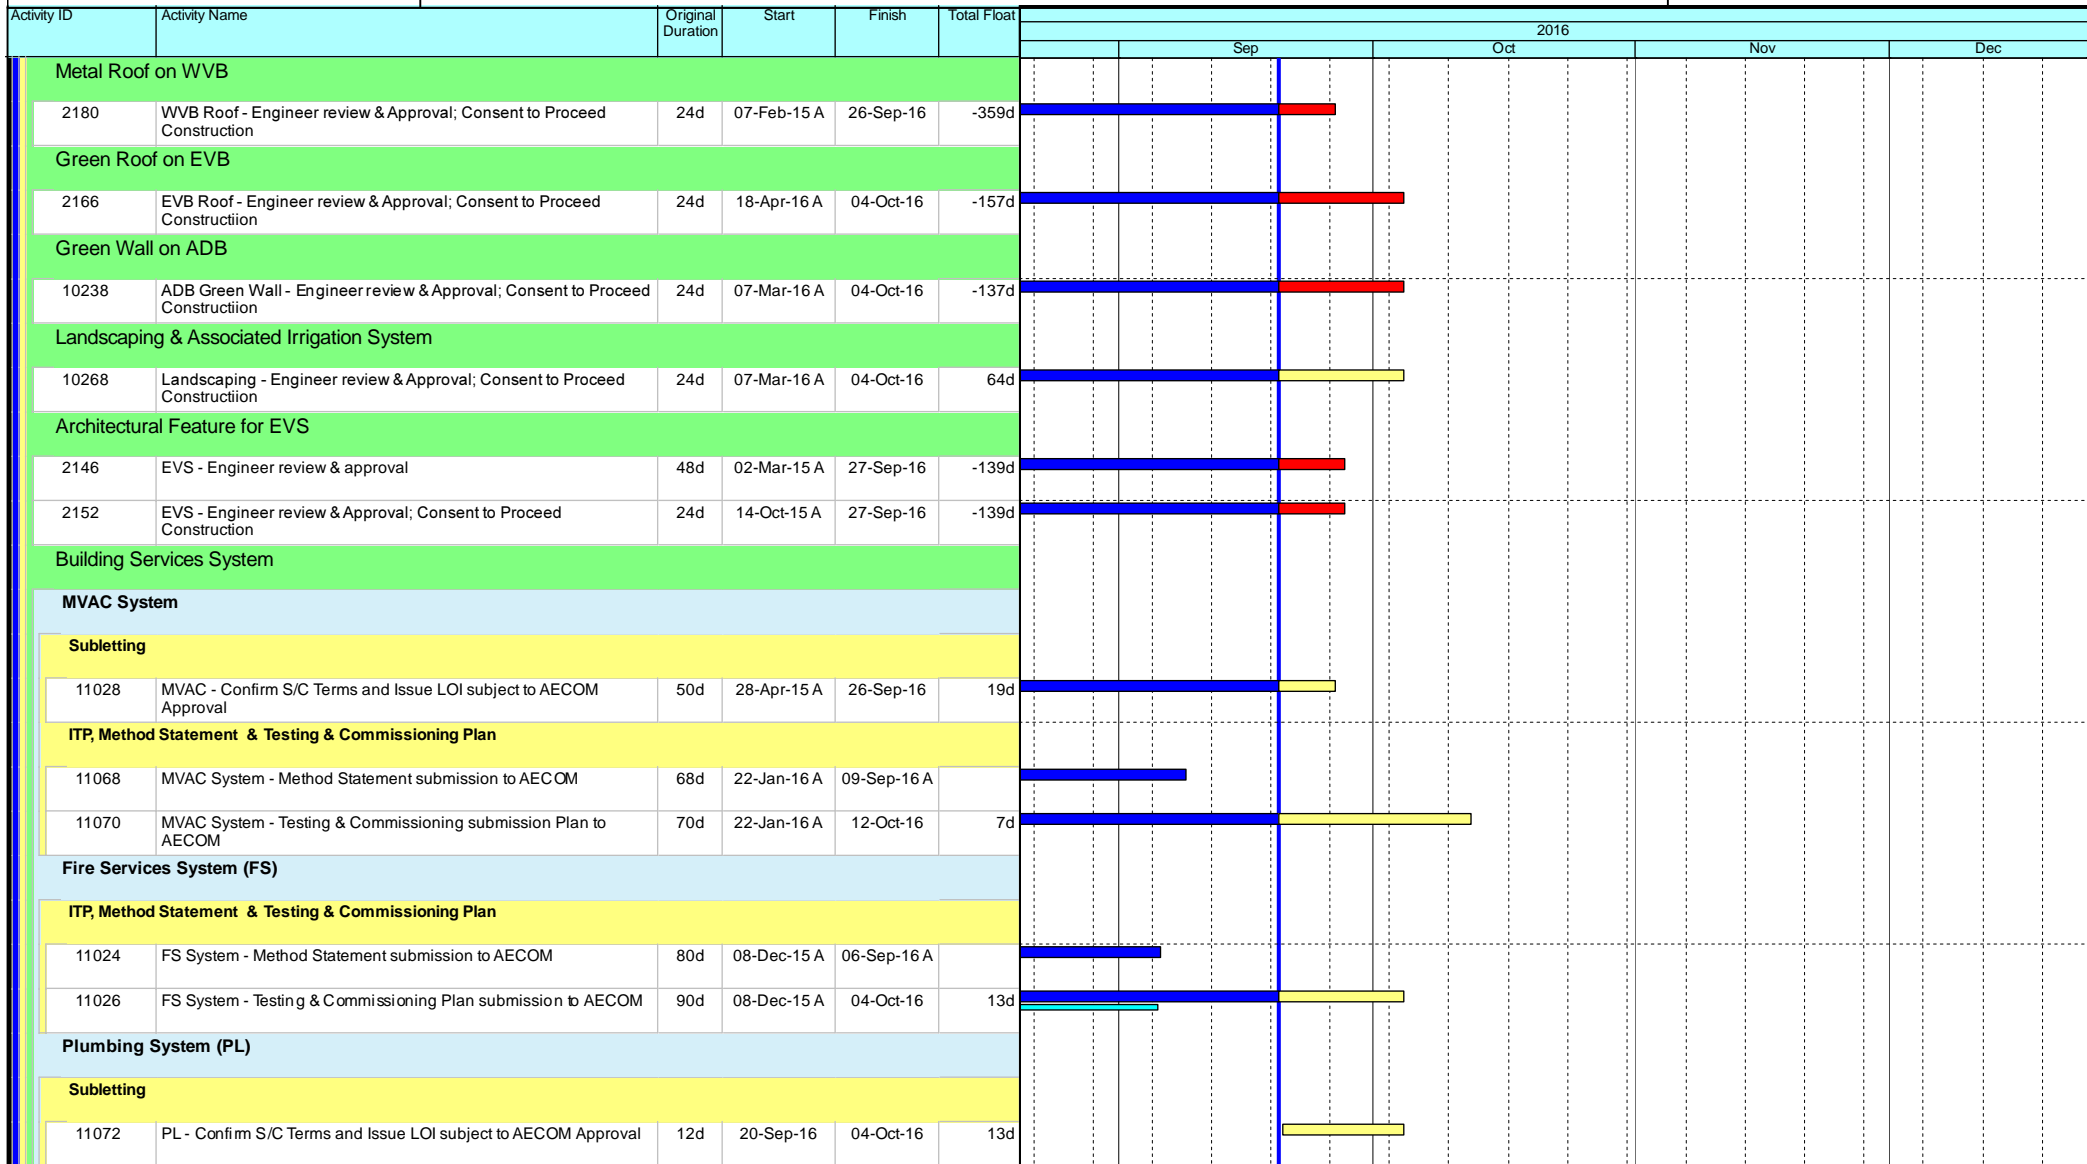 Activity ID Activity Name Original Start Finish Total Float
Duration
2016
Sep Oct Nov Dec
Metal Roof on WVB
2180 WVB Roof - Engineer review & Approval; Consent to Proceed 24d 07-Feb-15 A 26-Sep-16 -359d
Construction
Green Roof on EVB
2166 EVB Roof - Engineer review & Approval; Consent to Proceed 24d 18-Apr-16 A 04-Oct-16 -157d
Constructiion
Green Wall on ADB
10238 ADB Green Wall - Engineer review & Approval; Consent to Proceed 24d 07-Mar-16 A 04-Oct-16 -137d
Constructiion
Landscaping & Associated Irrigation System
10268 Landscaping - Engineer review & Approval; Consent to Proceed 24d 07-Mar-16 A 04-Oct-16 64d
Constructiion
Architectural Feature for EVS
2146 EVS - Engineer review & approval 48d 02-Mar-15 A 27-Sep-16 -139d
2152 EVS - Engineer review & Approval; Consent to Proceed 24d 14-Oct-15 A 27-Sep-16 -139d
Construction
Building Services System
MVAC System
Subletting
11028 MVAC - Confirm S/C Terms and Issue LOI subject to AECOM 50d 28-Apr-15 A 26-Sep-16 19d
Approval
ITP, Method Statement & Testing & Commissioning Plan
11068 MVAC System - Method Statement submission to AECOM 68d 22-Jan-16 A 09-Sep-16 A
11070 MVAC System - Testing & Commissioning submission Plan to 70d 22-Jan-16 A 12-Oct-16 7d
AECOM
Fire Services System (FS)
ITP, Method Statement & Testing & Commissioning Plan
11024 FS System - Method Statement submission to AECOM 80d 08-Dec-15 A 06-Sep-16 A
11026 FS System - Testing & Commissioning Plan submission to AECOM 90d 08-Dec-15 A 04-Oct-16 13d
Plumbing System (PL)
Subletting
11072 PL - Confirm S/C Terms and Issue LOI subject to AECOM Approval 12d 20-Sep-16 04-Oct-16 13d